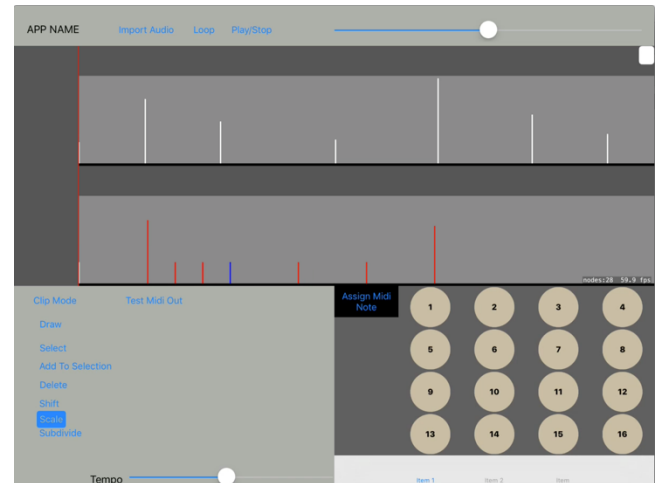 APP NAME Import Audio Loop Play/Stop
nodes:28 59.9 fps
Clip Mode Test Midi Out
Assign Midi
Note
Draw
Select
Add To Selection
Delete
Shift
Scale
Subdivide
1 2 3 4
5 6 7 8
9 10 11 12
13 14 15 16
Tempo
Item 1 Item 2 Item